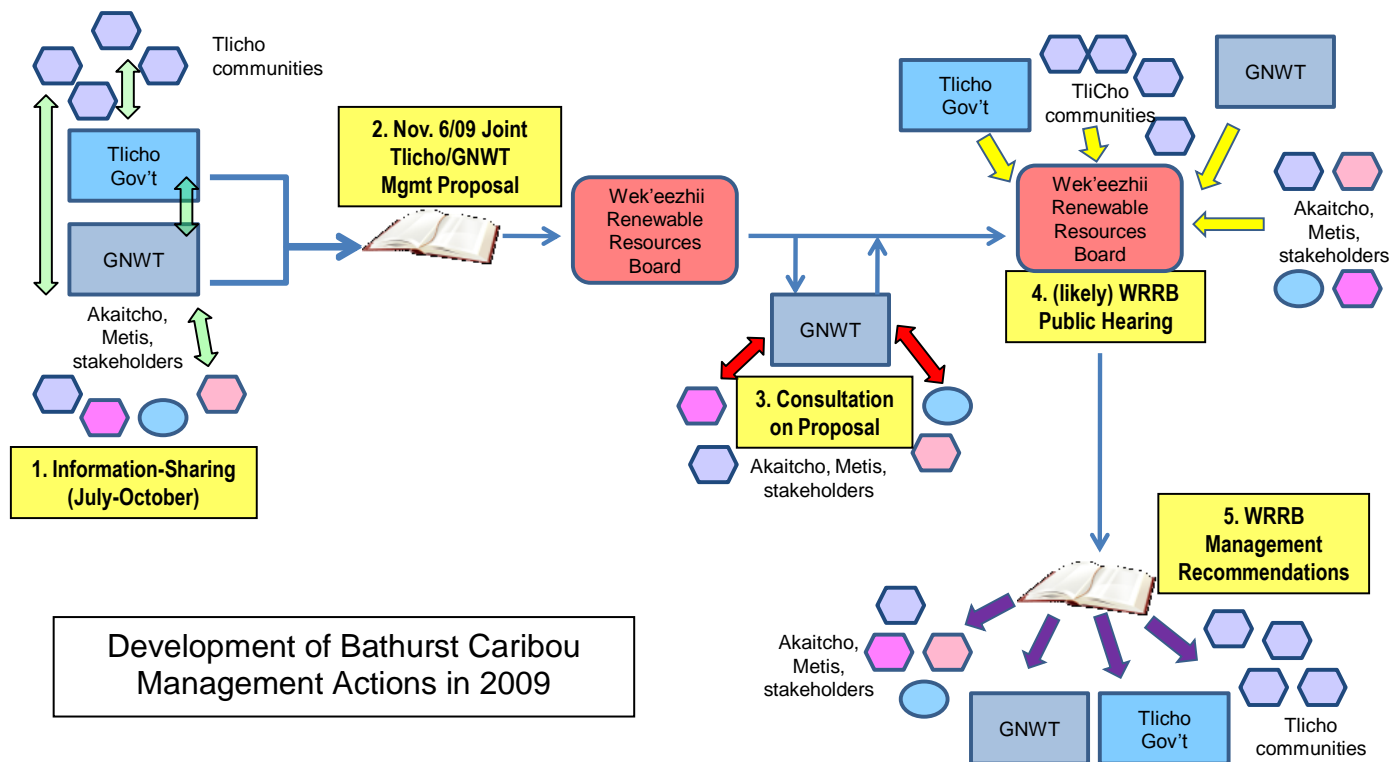 Tlicho
communities
Tlicho
Gov't
GNWT
Akaitcho,
Metis,
stakeholders
1. Information-Sharing
(July-October)
2. Nov. 6/09 Joint
Tlicho/GNWT
Mgmt Proposal
Wek'eezhii
Renewable
Resources
Board
GNWT
3. Consultation
on Proposal
Akaitcho, Metis,
stakeholders
Tlicho
Gov't
TliCho
communities
GNWT
Wek'eezhii
Renewable
Resources
Board
Akaitcho,
Metis,
stakeholders
4. (likely) WRRB
Public Hearing
5. WRRB
Management
Recommendations
Akaitcho,
Metis,
stakeholders
GNWT
Tlicho
Gov't
Tlicho
communities
Development of Bathurst Caribou
Management Actions in 2009